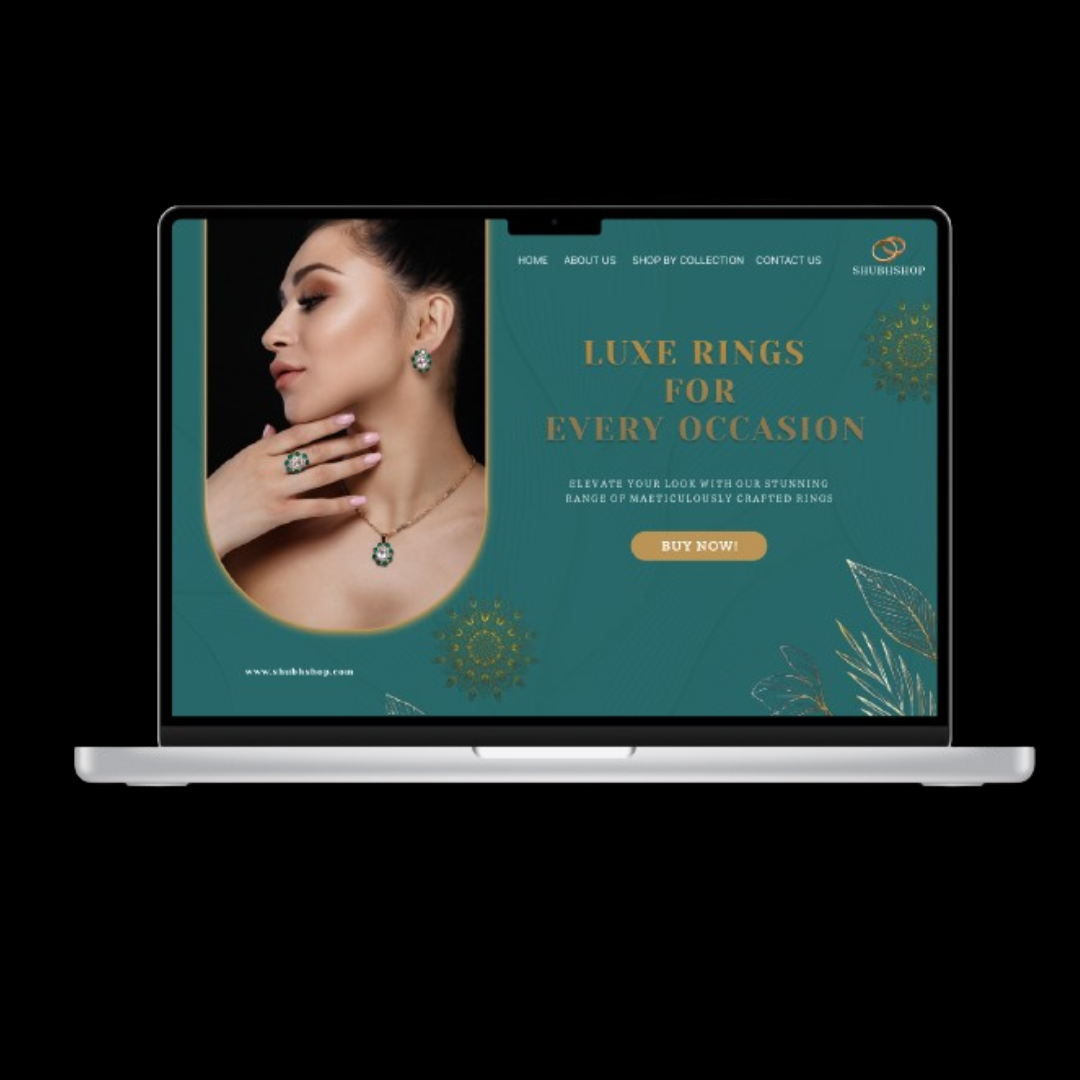 HOME ABOUT US SHOP BY COLLECTION CONTACT US
SHUBHSHOP
LUXE RINGS
FOR
EVERY OCCASION
ELEVATE YOUR LOOK WITH OUR STUNNING
RANGE OF MAETICULOUSLY CRAFTED RINGS
BUY NOW!
www.shubhshop.com